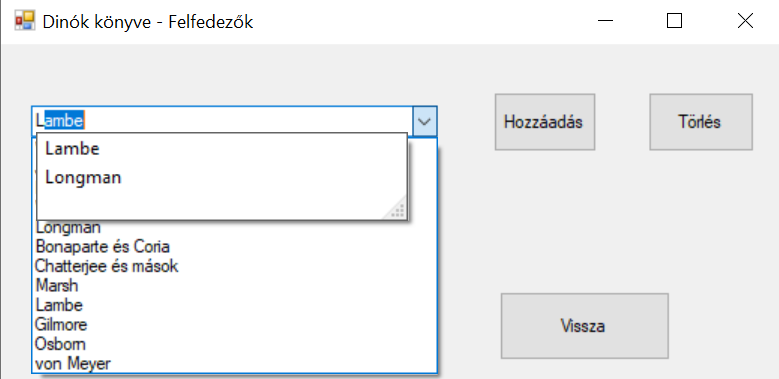 Dinók könyve - Felfedezők
Lambe
Hozzáadás
Törlés
Lambe
Longman
Longman
Bonaparte és Coria
Chatterjee és mások
Marsh
Lambe
Gilmore
Osborn
von Meyer
Vissza